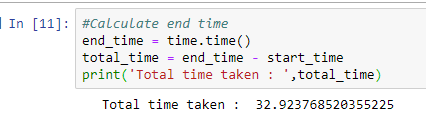 In [11]: #Calculate end time
end_time = time.time()
total_time = end_time - start_time
print('Total time taken : ',total_time)
Total time taken :  32.923768520355225